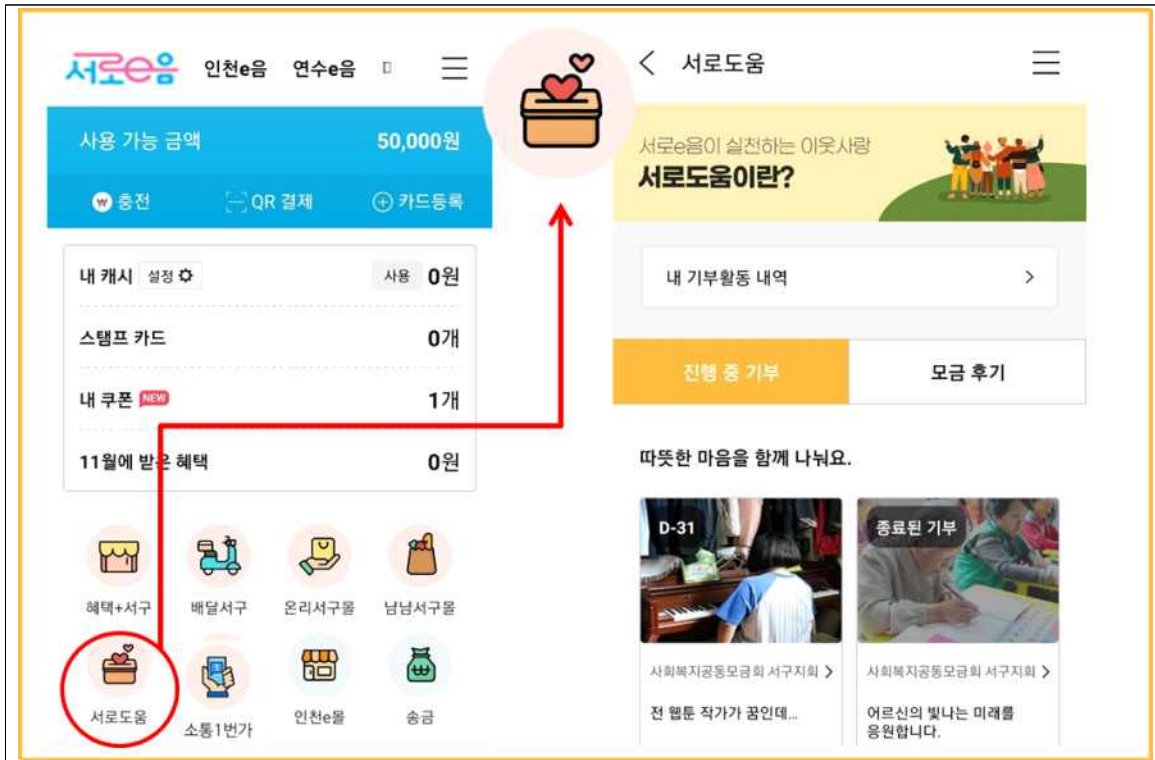 서로e음 인천e음 연수e음
사용 가능 금액 50,000원
충전 QR 결제 카드등록
내 캐시 설정 사용 0원
스탬프 카드 0개
내 쿠폰 NEW 1개
11월에 받은 혜택 0원
혜택+서구 배달서구 온리서구몰 냠냠서구몰
서로도움 소통1번가 인천e몰 송금
서로도움
서로e음이 실천하는 이웃사랑
서로도움이란?
내 기부활동 내역
진행 중 기부 모금 후기
따뜻한 마음을 함께 나눠요.
D-31
사회복지공동모금회 서구지회
전 웹툰 작가가 꿈인데...
종료된 기부
사회복지공동모금회 서구지회
어르신의 빛나는 미래를
응원합니다.